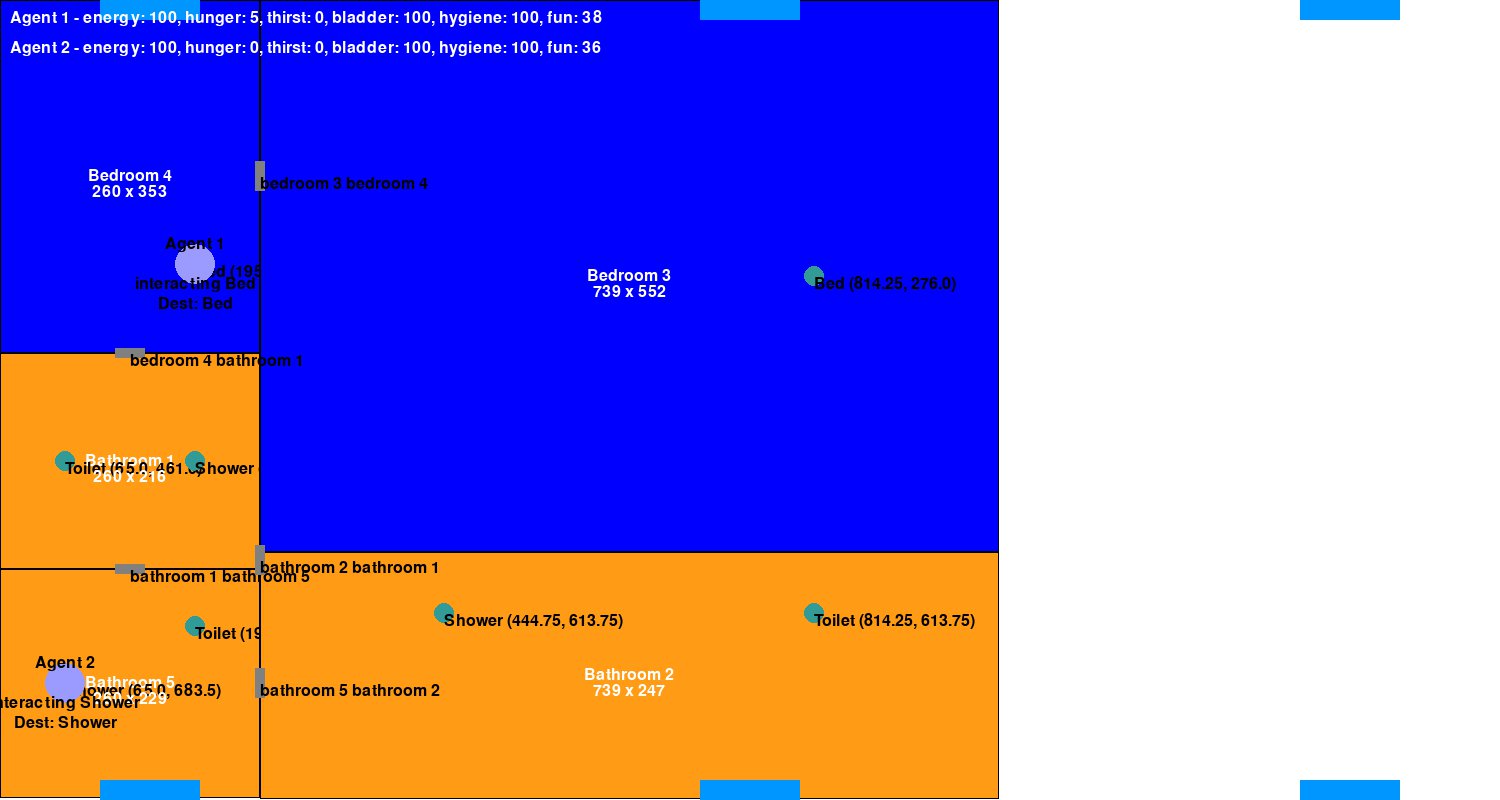 Agent 1 - energy: 100, hunger: 5, thirst: 0, bladder: 100, hygiene: 100, fun: 38
Agent 2 - energy: 100, hunger: 0, thirst: 0, bladder: 100, hygiene: 100, fun: 36
Bedroom 4
260 x 353
bedroom 3 bedroom 4
Agent 1
(195
interacting Bed
Dest: Bed
Bedroom 3
739 x 552
Bed (814.25, 276.0)
bedroom 4 bathroom 1
Bathroom 1
260 x 216
Toilet (65.0, 461.0)
Shower
bathroom 2 bathroom 1
bathroom 1 bathroom 5
Shower (444.75, 613.75)
Toilet (814.25, 613.75)
Toilet (19
Agent 2
Bathroom 5
260 x 229
(65.0, 683.5)
Shower
Dest: Shower
bathroom 5 bathroom 2
Bathroom 2
739 x 247